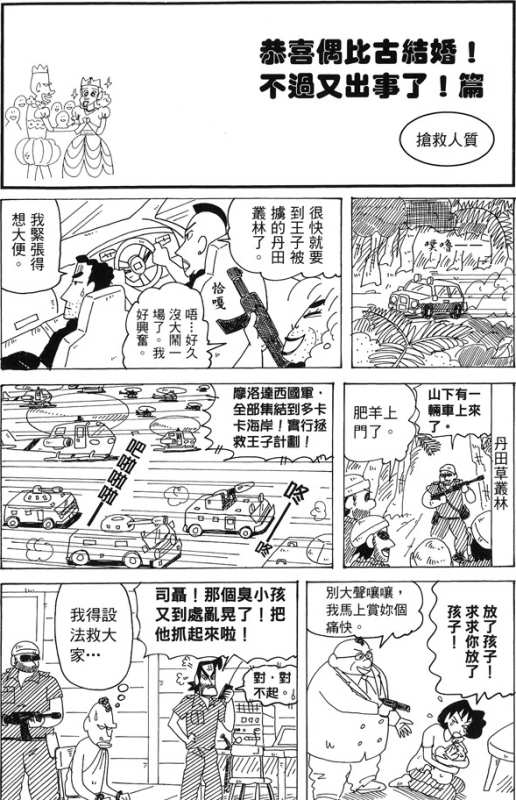 恭喜偶比古結婚！
不過又出事了！篇
搶救人質
噗嚕——
很快就要
到王子被
擄的丹田
叢林了。
恰嘎
唔…好久
沒大鬧一
場了。我
好興奮。
我緊張得
想大便。
丹田草叢林
山下有一
輛車上來
了。
肥羊上
門了。
摩洛達西國軍，
全部集結到多卡
卡海岸！實行拯
救王子計劃！
放了孩子！
求求你放了
孩子！
別大聲嚷嚷，
我馬上賞妳個
痛快。
司聶！那個臭小孩
又到處亂晃了！把
他抓起來啦！
對．對
不起。
我得設
法救大
家…